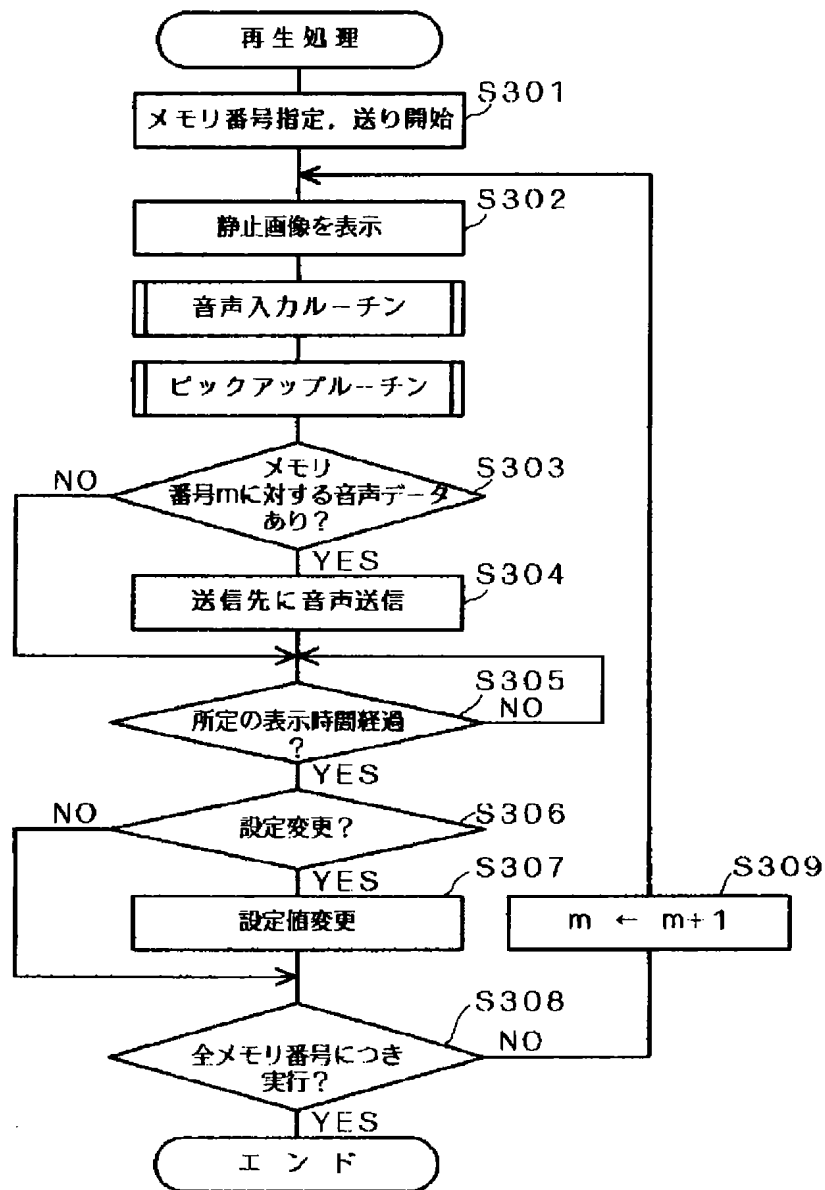 再生処理
S301
メモリ番号指定，送り開始
S302
静止画像を表示
音声入力ルーチン
ピックアップルーチン
S303
NO
メモリ
番号mに対する音声データ
あり？
YES
S304
送信先に音声送信
S305
NO
所定の表示時間経過
？
YES
S306
NO
設定変更？
YES
S307
設定値変更
S309
m ← m+1
S308
NO
全メモリ番号につき
実行？
YES
エンド